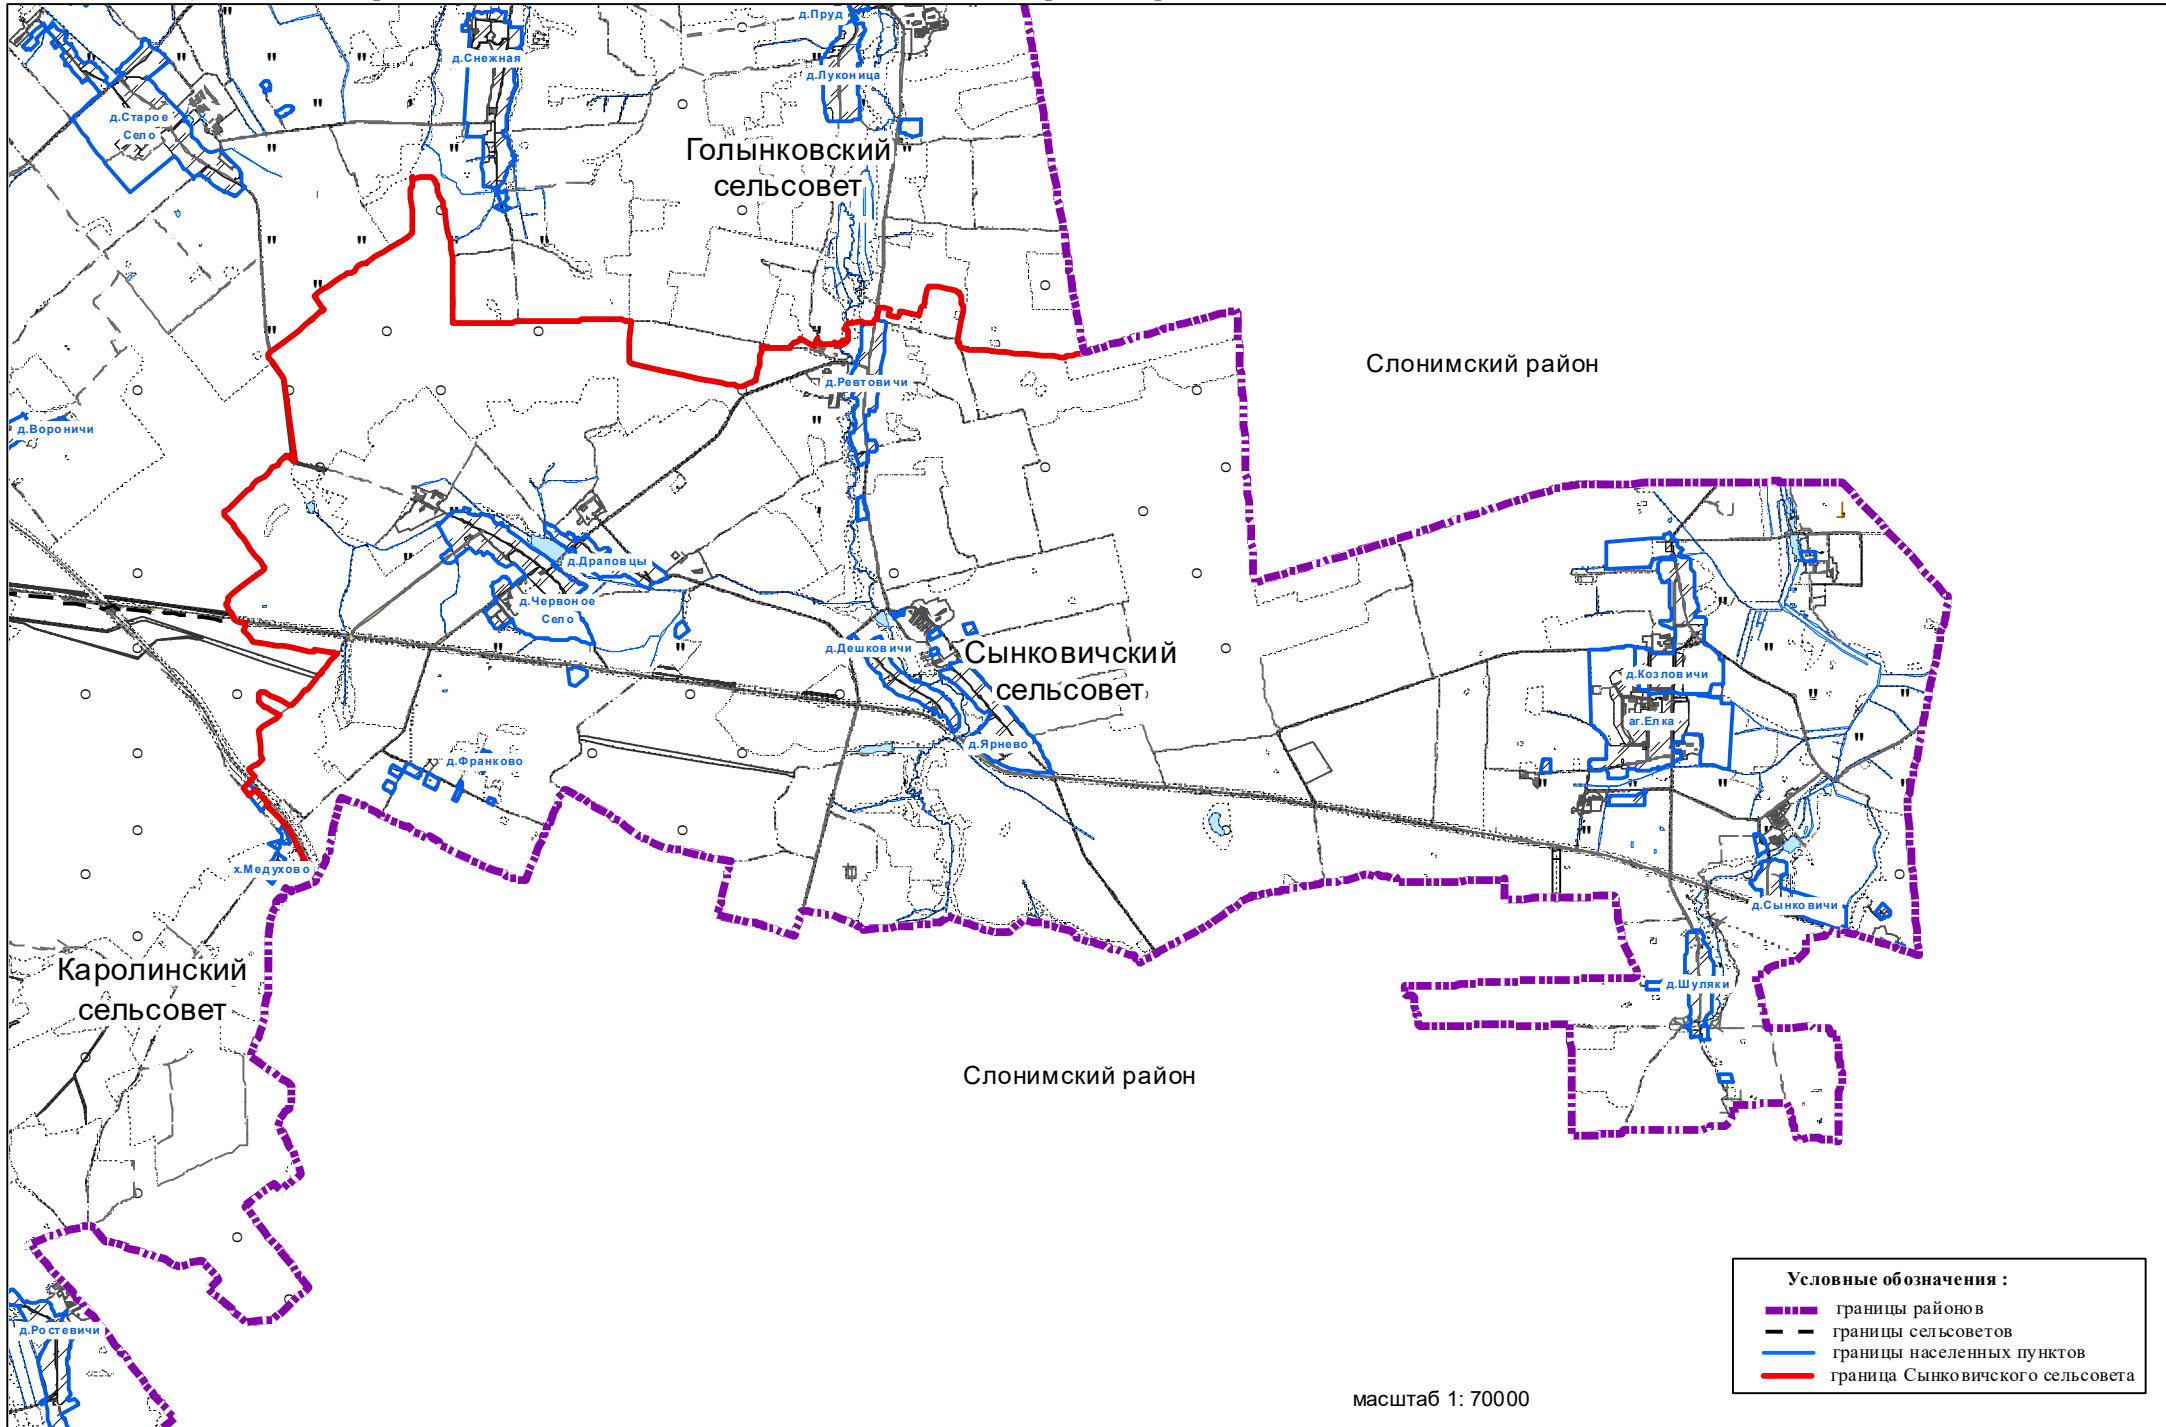 д.Пруд
д.Снежная
д.Луконица
д.Старое
Село
Голынковский
сельсовет
Слонимский район
д.Ревтовичи
д.Вороничи
д.Драповцы
д.Червоное
Село
д.Дешковичи
Сынковичский
сельсовет
д.Козловичи
аг.Елка
д.Ярнево
д.Франково
х.Медухово
д.Сынковичи
Каролинский
сельсовет
д.Шуляки
Слонимский район
д.Ростевичи
Условные обозначения :
границы районов
границы сельсоветов
границы населенных пунктов
граница Сынковичского сельсовета
масштаб 1: 70000